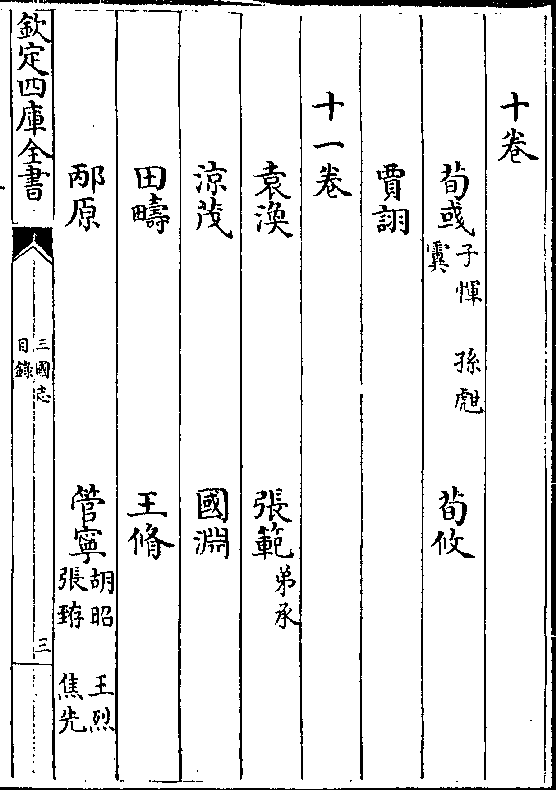 十卷
荀彧 子惲 孫甝
霬
荀攸
賈詡
十一卷
袁渙 張範 弟承
涼茂 國淵
田疇 王脩
邴原 管寧 胡昭 王烈
張臶 焦先
欽定四庫全書
三國志
目錄
三